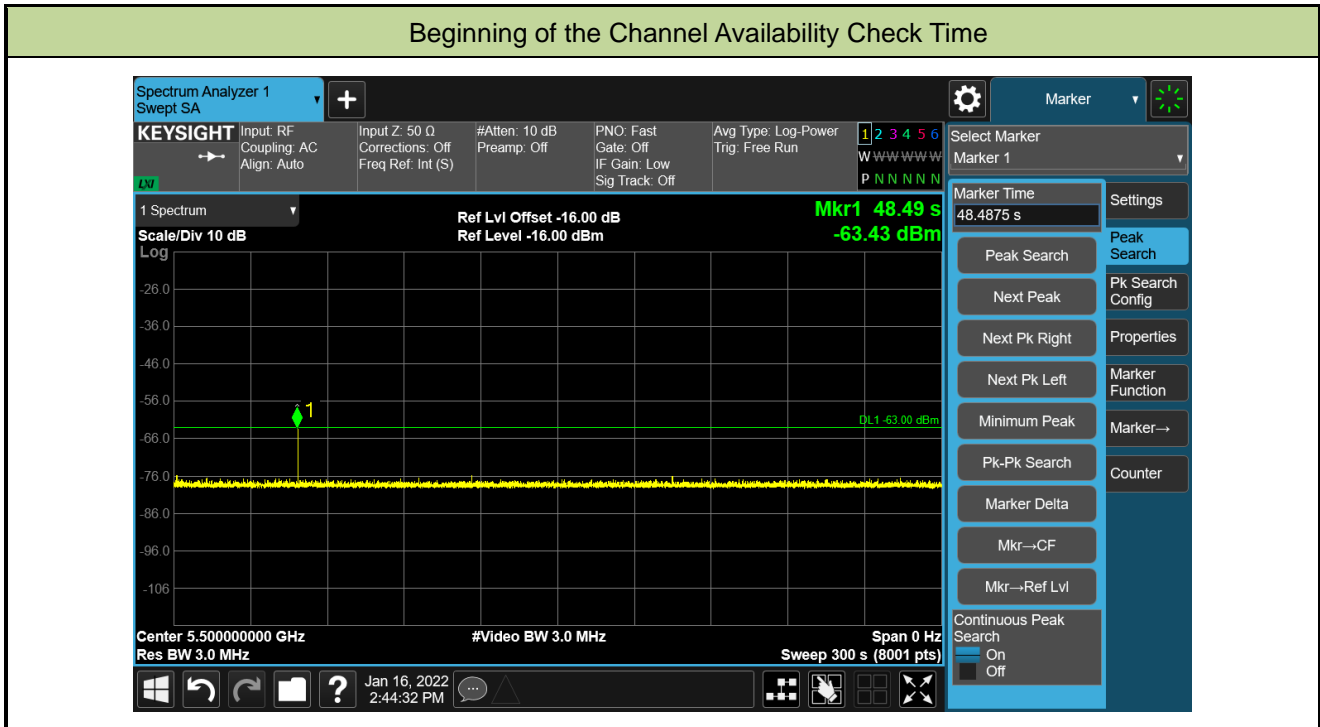 Beginning of the Channel Availability Check Time
Spectrum Analyzer 1
Swept SA
Marker
KEYSIGHT
LXI
Input: RF
Coupling: AC
Align: Auto
Input Z: 50 Ω
Corrections: Off
Freq Ref: Int (S)
#Atten: 10 dB
Preamp: Off
PNO: Fast
Gate: Off
IF Gain: Low
Sig Track: Off
Avg Type: Log-Power
Trig: Free Run
1 2 3 4 5 6
W W W W W W
P N N N N N
Select Marker
Marker 1
1 Spectrum
Scale/Div 10 dB
Log
Ref Lvl Offset -16.00 dB
Ref Level -16.00 dBm
Mkr1 48.49 s
-63.43 dBm
-26.0
-36.0
-46.0
-56.0
-66.0
-76.0
-86.0
-96.0
-106
1
DL1 -63.00 dBm
Center 5.500000000 GHz
Res BW 3.0 MHz
#Video BW 3.0 MHz
Span 0 Hz
Sweep 300 s (8001 pts)
Marker Time
48.4875 s
Peak Search
Next Peak
Next Pk Right
Next Pk Left
Minimum Peak
Pk-Pk Search
Marker Delta
Mkr→CF
Mkr→Ref Lvl
Continuous Peak
Search
On
Off
Settings
Peak
Search
Pk Search
Config
Properties
Marker
Function
Marker→
Counter
?
Jan 16, 2022
2:44:32 PM